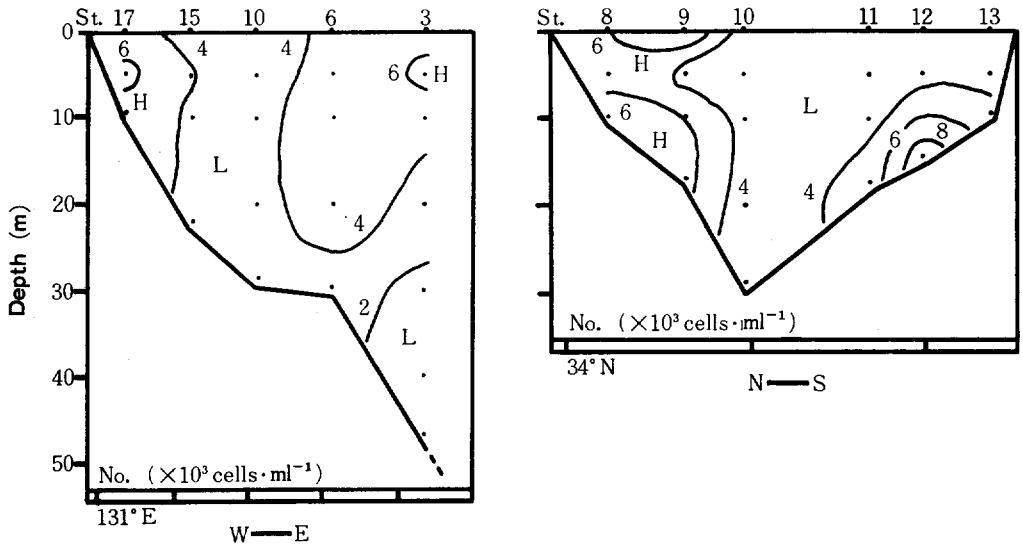 St. 17 15 10 6 3
0
10
20
30
40
50
Depth (m)
6 4 4 6 H
H
L
4
2
L
No. (×10³ cells·ml⁻¹)
131°E
W E
St. 8 9 10 11 12 13
6
H
L
6
H
4
4
6
8
No. (×10³ cells·ml⁻¹)
34°N
N S